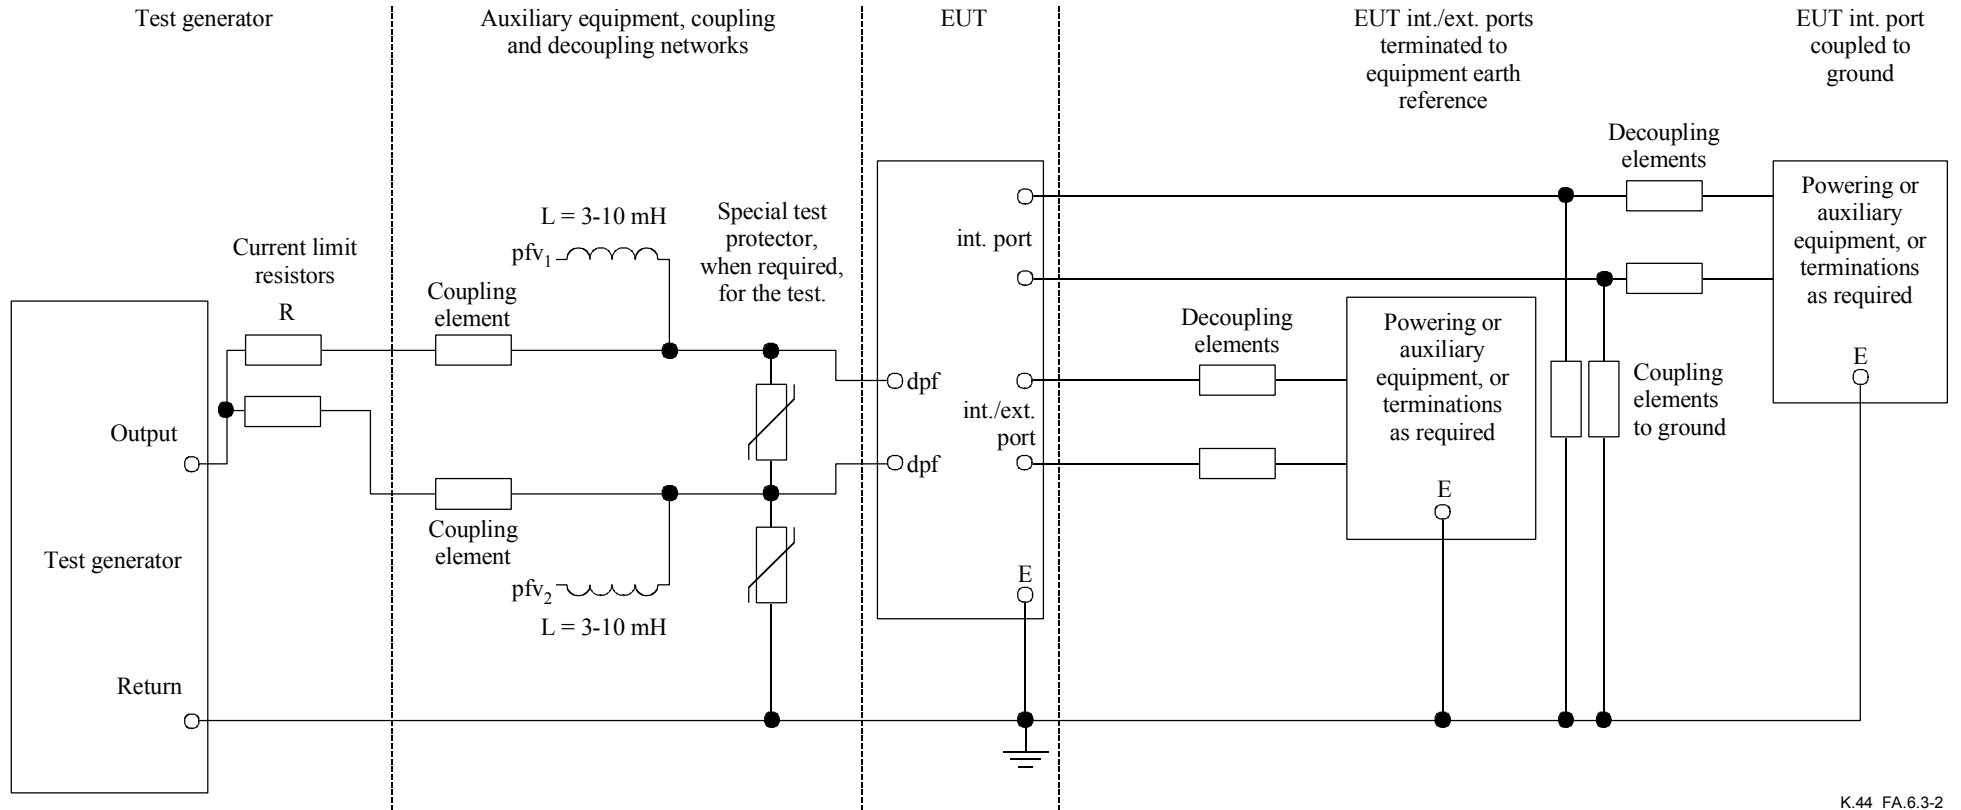 Test generator
Auxiliary equipment, coupling
and decoupling networks
EUT
EUT int./ext. ports
terminated to
equipment earth
reference
EUT int. port
coupled to
ground
Current limit
resistors
R
Output
Test generator
Return
Coupling
element
L = 3-10 mH
pfv1
Special test
protector,
when required,
for the test.
Coupling
element
pfv2
L = 3-10 mH
dpf
dpf
int. port
int./ext.
port
E
Decoupling
elements
Powering or
auxiliary
equipment, or
terminations
as required
E
Decoupling
elements
Coupling
elements
to ground
Powering or
auxiliary
equipment, or
terminations
as required
E
K.44_FA.6.3-2